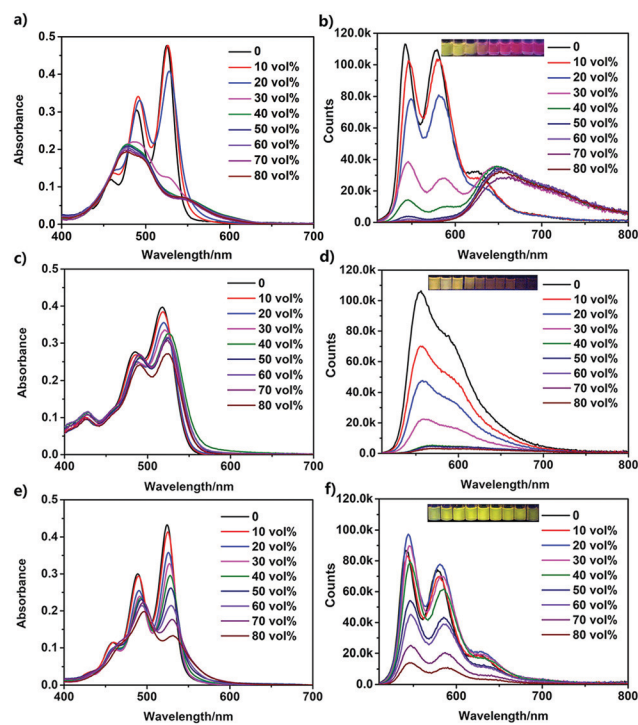 a)
0
10 vol%
20 vol%
30 vol%
40 vol%
50 vol%
60 vol%
70 vol%
80 vol%
0.5
0.4
0.3
0.2
0.1
0.0
Absorbance
400 500 600 700
Wavelength/nm
b)
0
10 vol%
20 vol%
30 vol%
40 vol%
50 vol%
60 vol%
70 vol%
80 vol%
120.0k
100.0k
80.0k
60.0k
40.0k
20.0k
0.0
Counts
600 700 800
Wavelength/nm
c)
0
10 vol%
20 vol%
30 vol%
40 vol%
50 vol%
60 vol%
70 vol%
80 vol%
0.5
0.4
0.3
0.2
0.1
0.0
Absorbance
400 500 600 700
Wavelength/nm
d)
0
10 vol%
20 vol%
30 vol%
40 vol%
50 vol%
60 vol%
70 vol%
80 vol%
120.0k
100.0k
80.0k
60.0k
40.0k
20.0k
0.0
Counts
600 700 800
Wavelength/nm
e)
0
10 vol%
20 vol%
30 vol%
40 vol%
50 vol%
60 vol%
70 vol%
80 vol%
0.5
0.4
0.3
0.2
0.1
0.0
Absorbance
400 500 600 700
Wavelength/nm
f)
0
10 vol%
20 vol%
30 vol%
40 vol%
50 vol%
60 vol%
70 vol%
80 vol%
120.0k
100.0k
80.0k
60.0k
40.0k
20.0k
0.0
Counts
600 700 800
Wavelength/nm